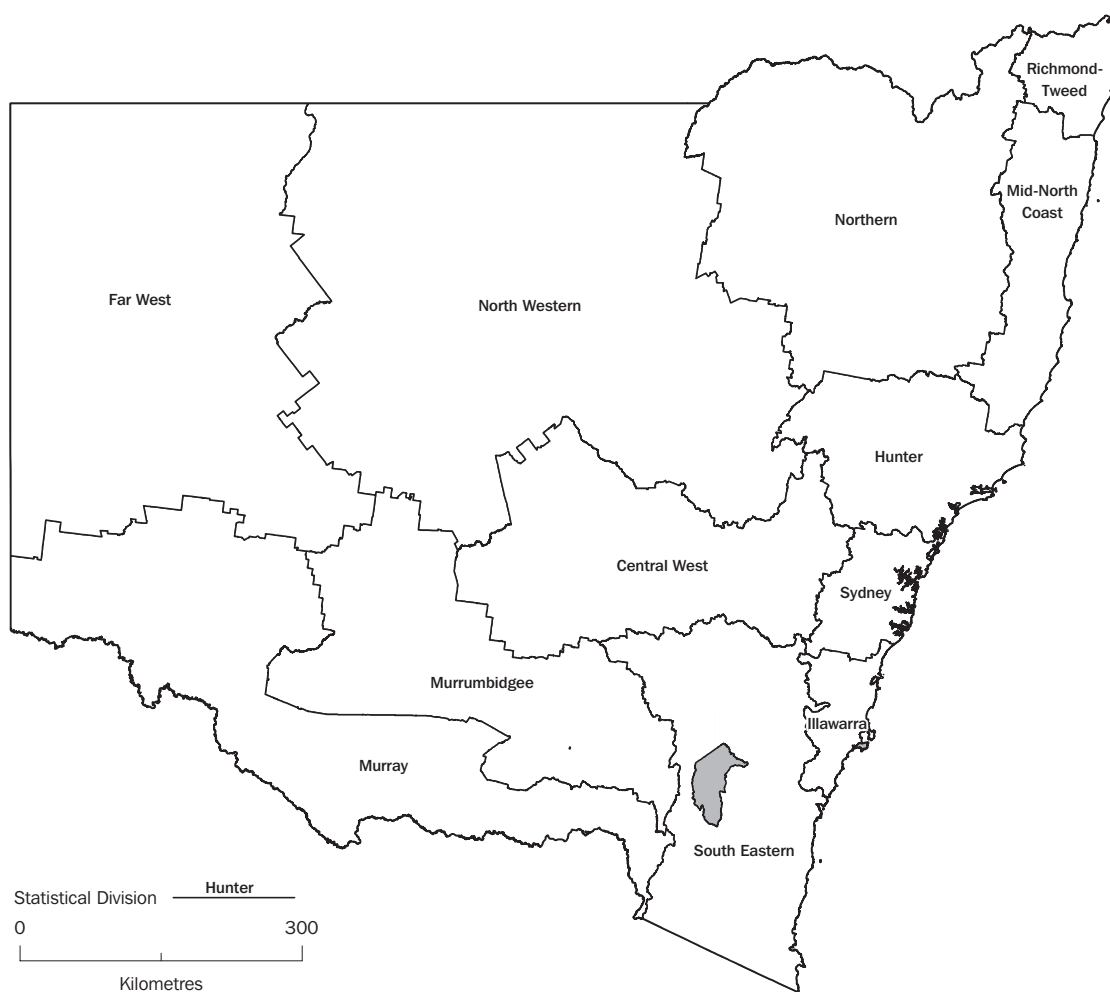 Richmond-
Tweed
Mid-North
Coast
Northern
Far West
North Western
Hunter
Central West
Sydney
Murrumbidgee
Illawarra
Murray
South Eastern
Statistical Division Hunter
0 300
Kilometres